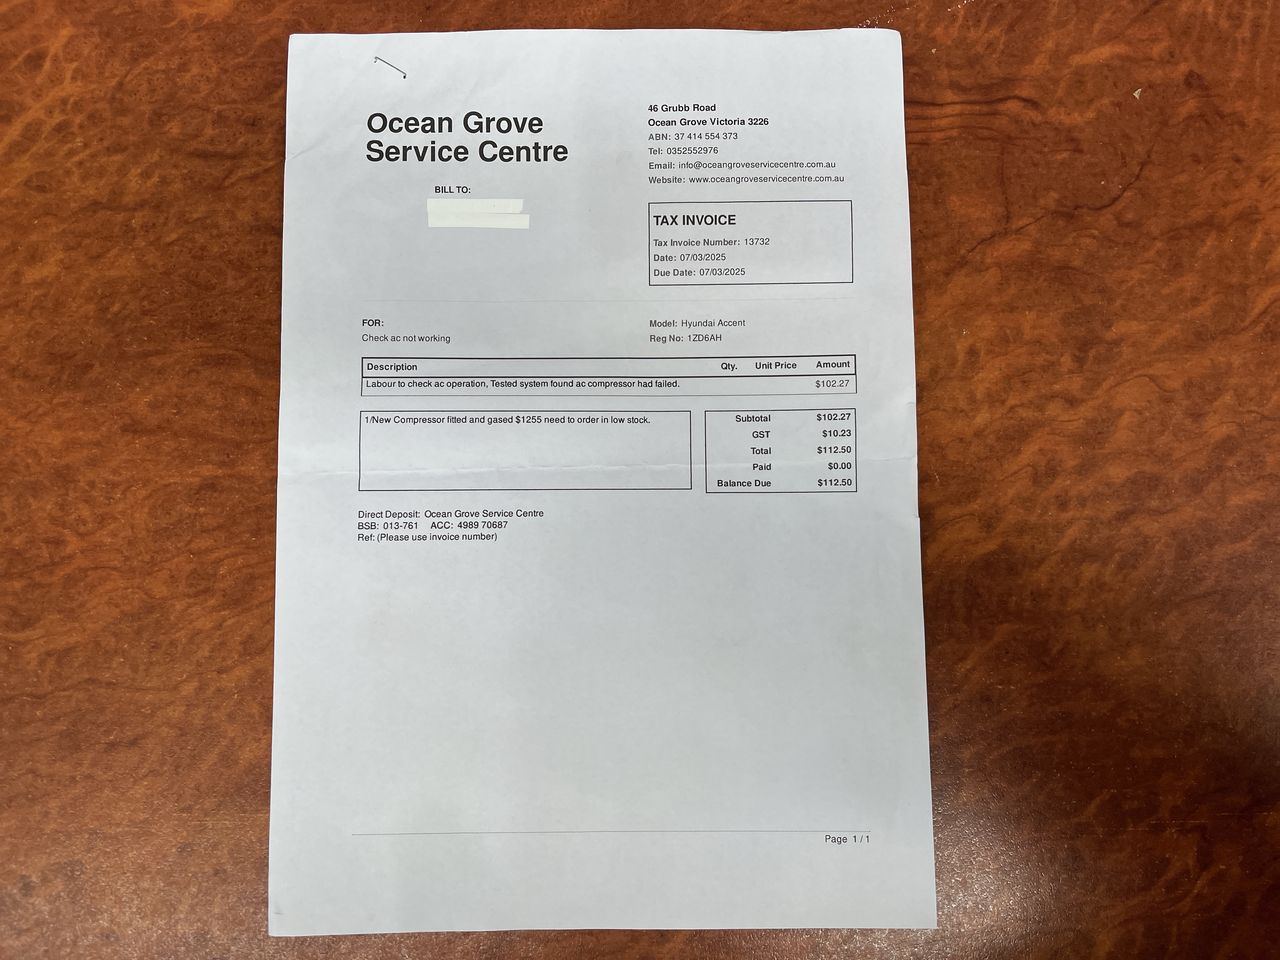 Ocean Grove
Service Centre
46 Grubb Road
Ocean Grove Victoria 3226
ABN: 37 414 554 373
Tel: 0352552976
Email: info@oceangroveservicecentre.com.au
Website: www.oceangroveservicecentre.com.au
BILL TO:
TAX INVOICE
Tax Invoice Number: 13732
Date: 07/03/2025
Due Date: 07/03/2025
FOR:
Check ac not working
Model: Hyundai Accent
Reg No: 1ZD6AH
Description Qty. Unit Price Amount
Labour to check ac operation, Tested system found ac compressor had failed. $102.27
1/New Compressor fitted and gased $1255 need to order in low stock.
Subtotal $102.27
GST $10.23
Total $112.50
Paid $0.00
Balance Due $112.50
Direct Deposit: Ocean Grove Service Centre
BSB: 013-761 ACC: 4989 70687
Ref: (Please use invoice number)
Page 1 / 1